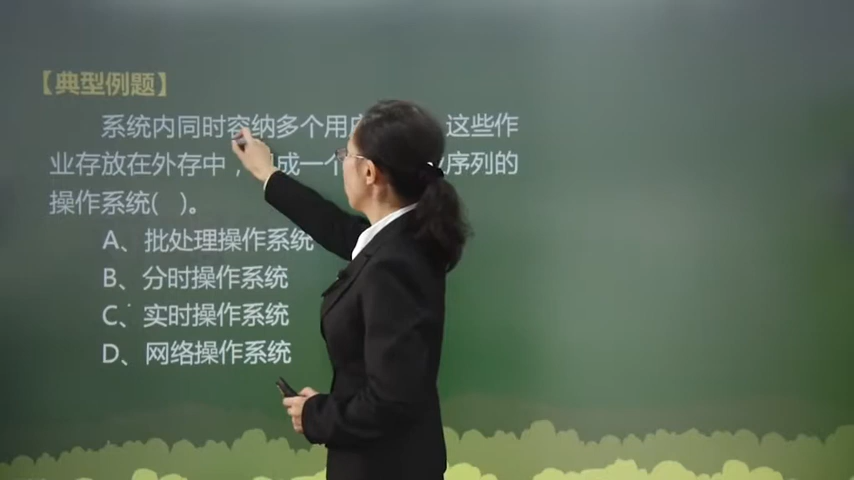 【典型例题】
系统内同时容纳多个用 这些作
业存放在外存中, 成一个 序列的
操作系统( )。
A、批处理操作系统
B、分时操作系统
C、实时操作系统
D、网络操作系统